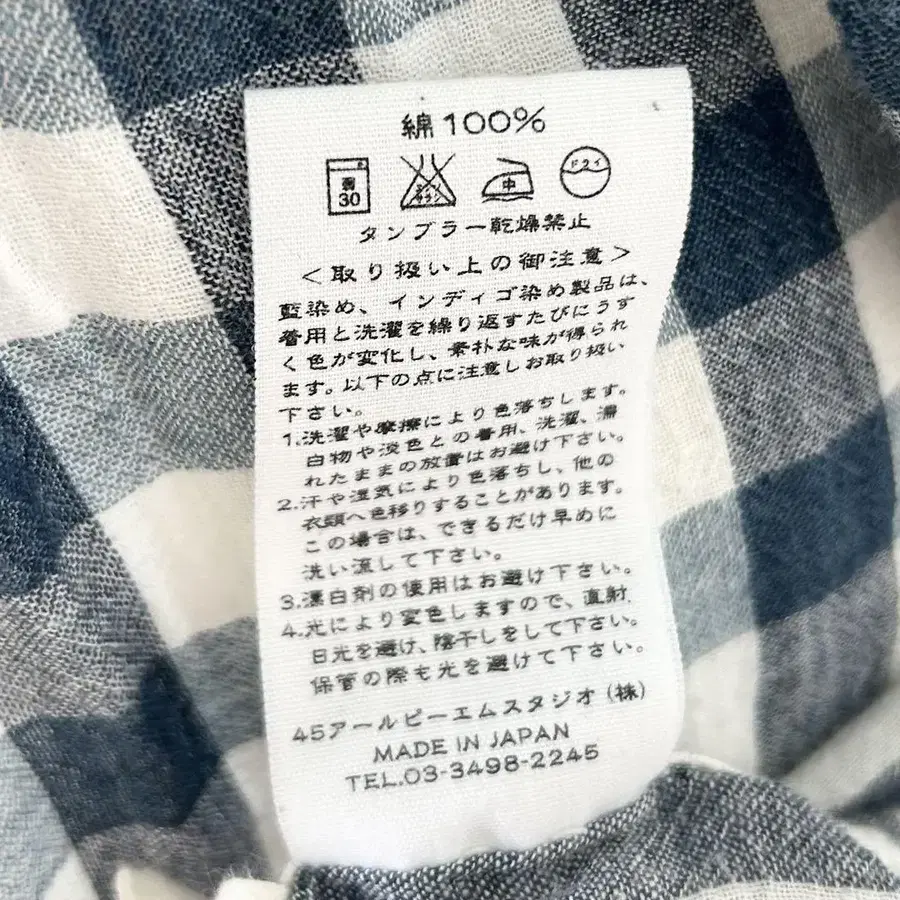 綿 100%
弱 30 エンソサラシ 中 ドライ
タンブラー乾燥禁止
＜取り扱い上の御注意＞
藍染め、インディゴ染め製品は、
着用と洗濯を繰り返すたびにうす
く色が変化し、素朴な味が得られ
ます。以下の点に注意しお取り扱い
下さい。
1.洗濯や摩擦により色落ちします。
白物や淡色との着用、洗濯、濡
れたままの放置はお避け下さい。
2.汗や湿気により色落ちし、他の
衣類へ色移りすることがあります。
この場合は、できるだけ早めに
洗い流して下さい。
3.漂白剤の使用はお避け下さい。
4.光により変色しますので、直射
日光を避け、陰干しをして下さい。
保管の際も光を避けて下さい。
45アールピーエムスタジオ（株）
MADE IN JAPAN
TEL.03-3498-2245